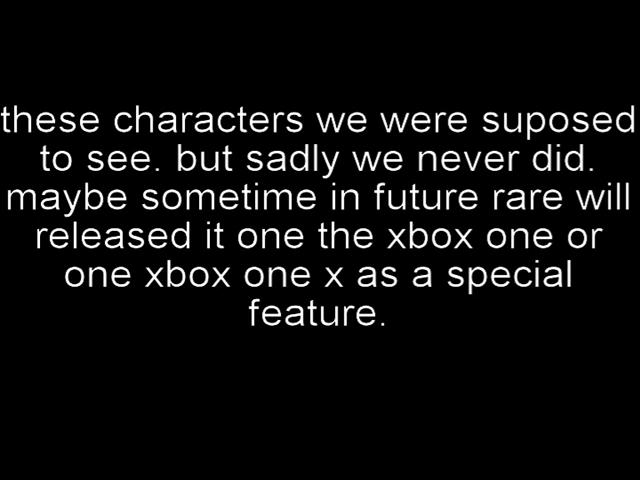 these characters we were suposed
to see. but sadly we never did.
maybe sometime in future rare will
released it one the xbox one or
one xbox one x as a special
feature.